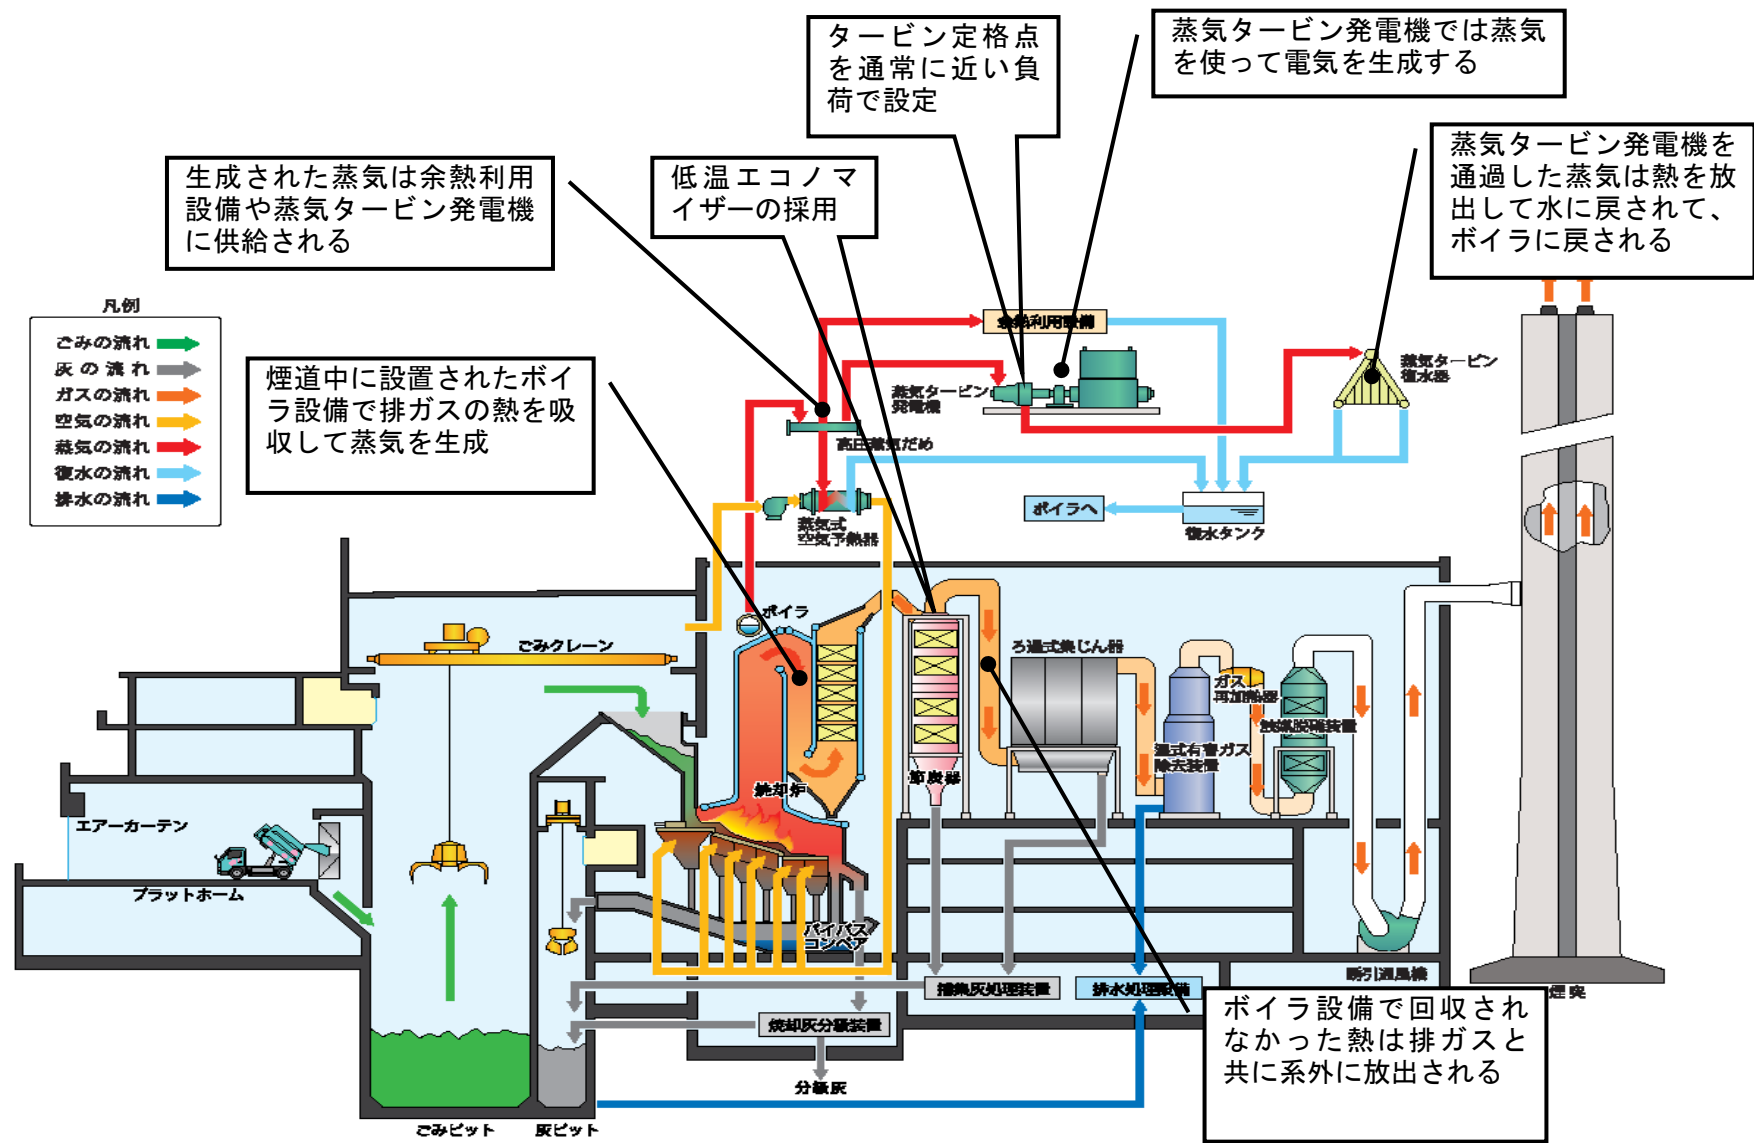 タービン定格点
を通常に近い負
荷で設定
蒸気タービン発電機では蒸気
を使って電気を生成する
蒸気タービン発電機を
通過した蒸気は熱を放
出して水に戻されて、
ボイラに戻される
生成された蒸気は余熱利用
設備や蒸気タービン発電機
に供給される
低温エコノマ
イザーの採用
凡例
ごみの流れ
灰の流れ
ガスの流れ
空気の流れ
蒸気の流れ
復水の流れ
排水の流れ
煙道中に設置されたボイ
ラ設備で排ガスの熱を吸
収して蒸気を生成
余熱利用設備
蒸気タービン
発電機
蒸気タービン
復水器
高圧蒸気だめ
蒸気式
空気予熱器
ボイラへ
復水タンク
ボイラ
ごみクレーン
ろ過式集じん器
ガス
再加熱器
触媒脱硝装置
湿式有害ガス
除去装置
節炭器
焼却炉
エアーカーテン
プラットホーム
バイパス
コンベア
誘引通風機
煙突
捕集灰処理装置
排水処理設備
焼却灰分級装置
分級灰
ごみピット
灰ピット
ボイラ設備で回収され
なかった熱は排ガスと
共に系外に放出される